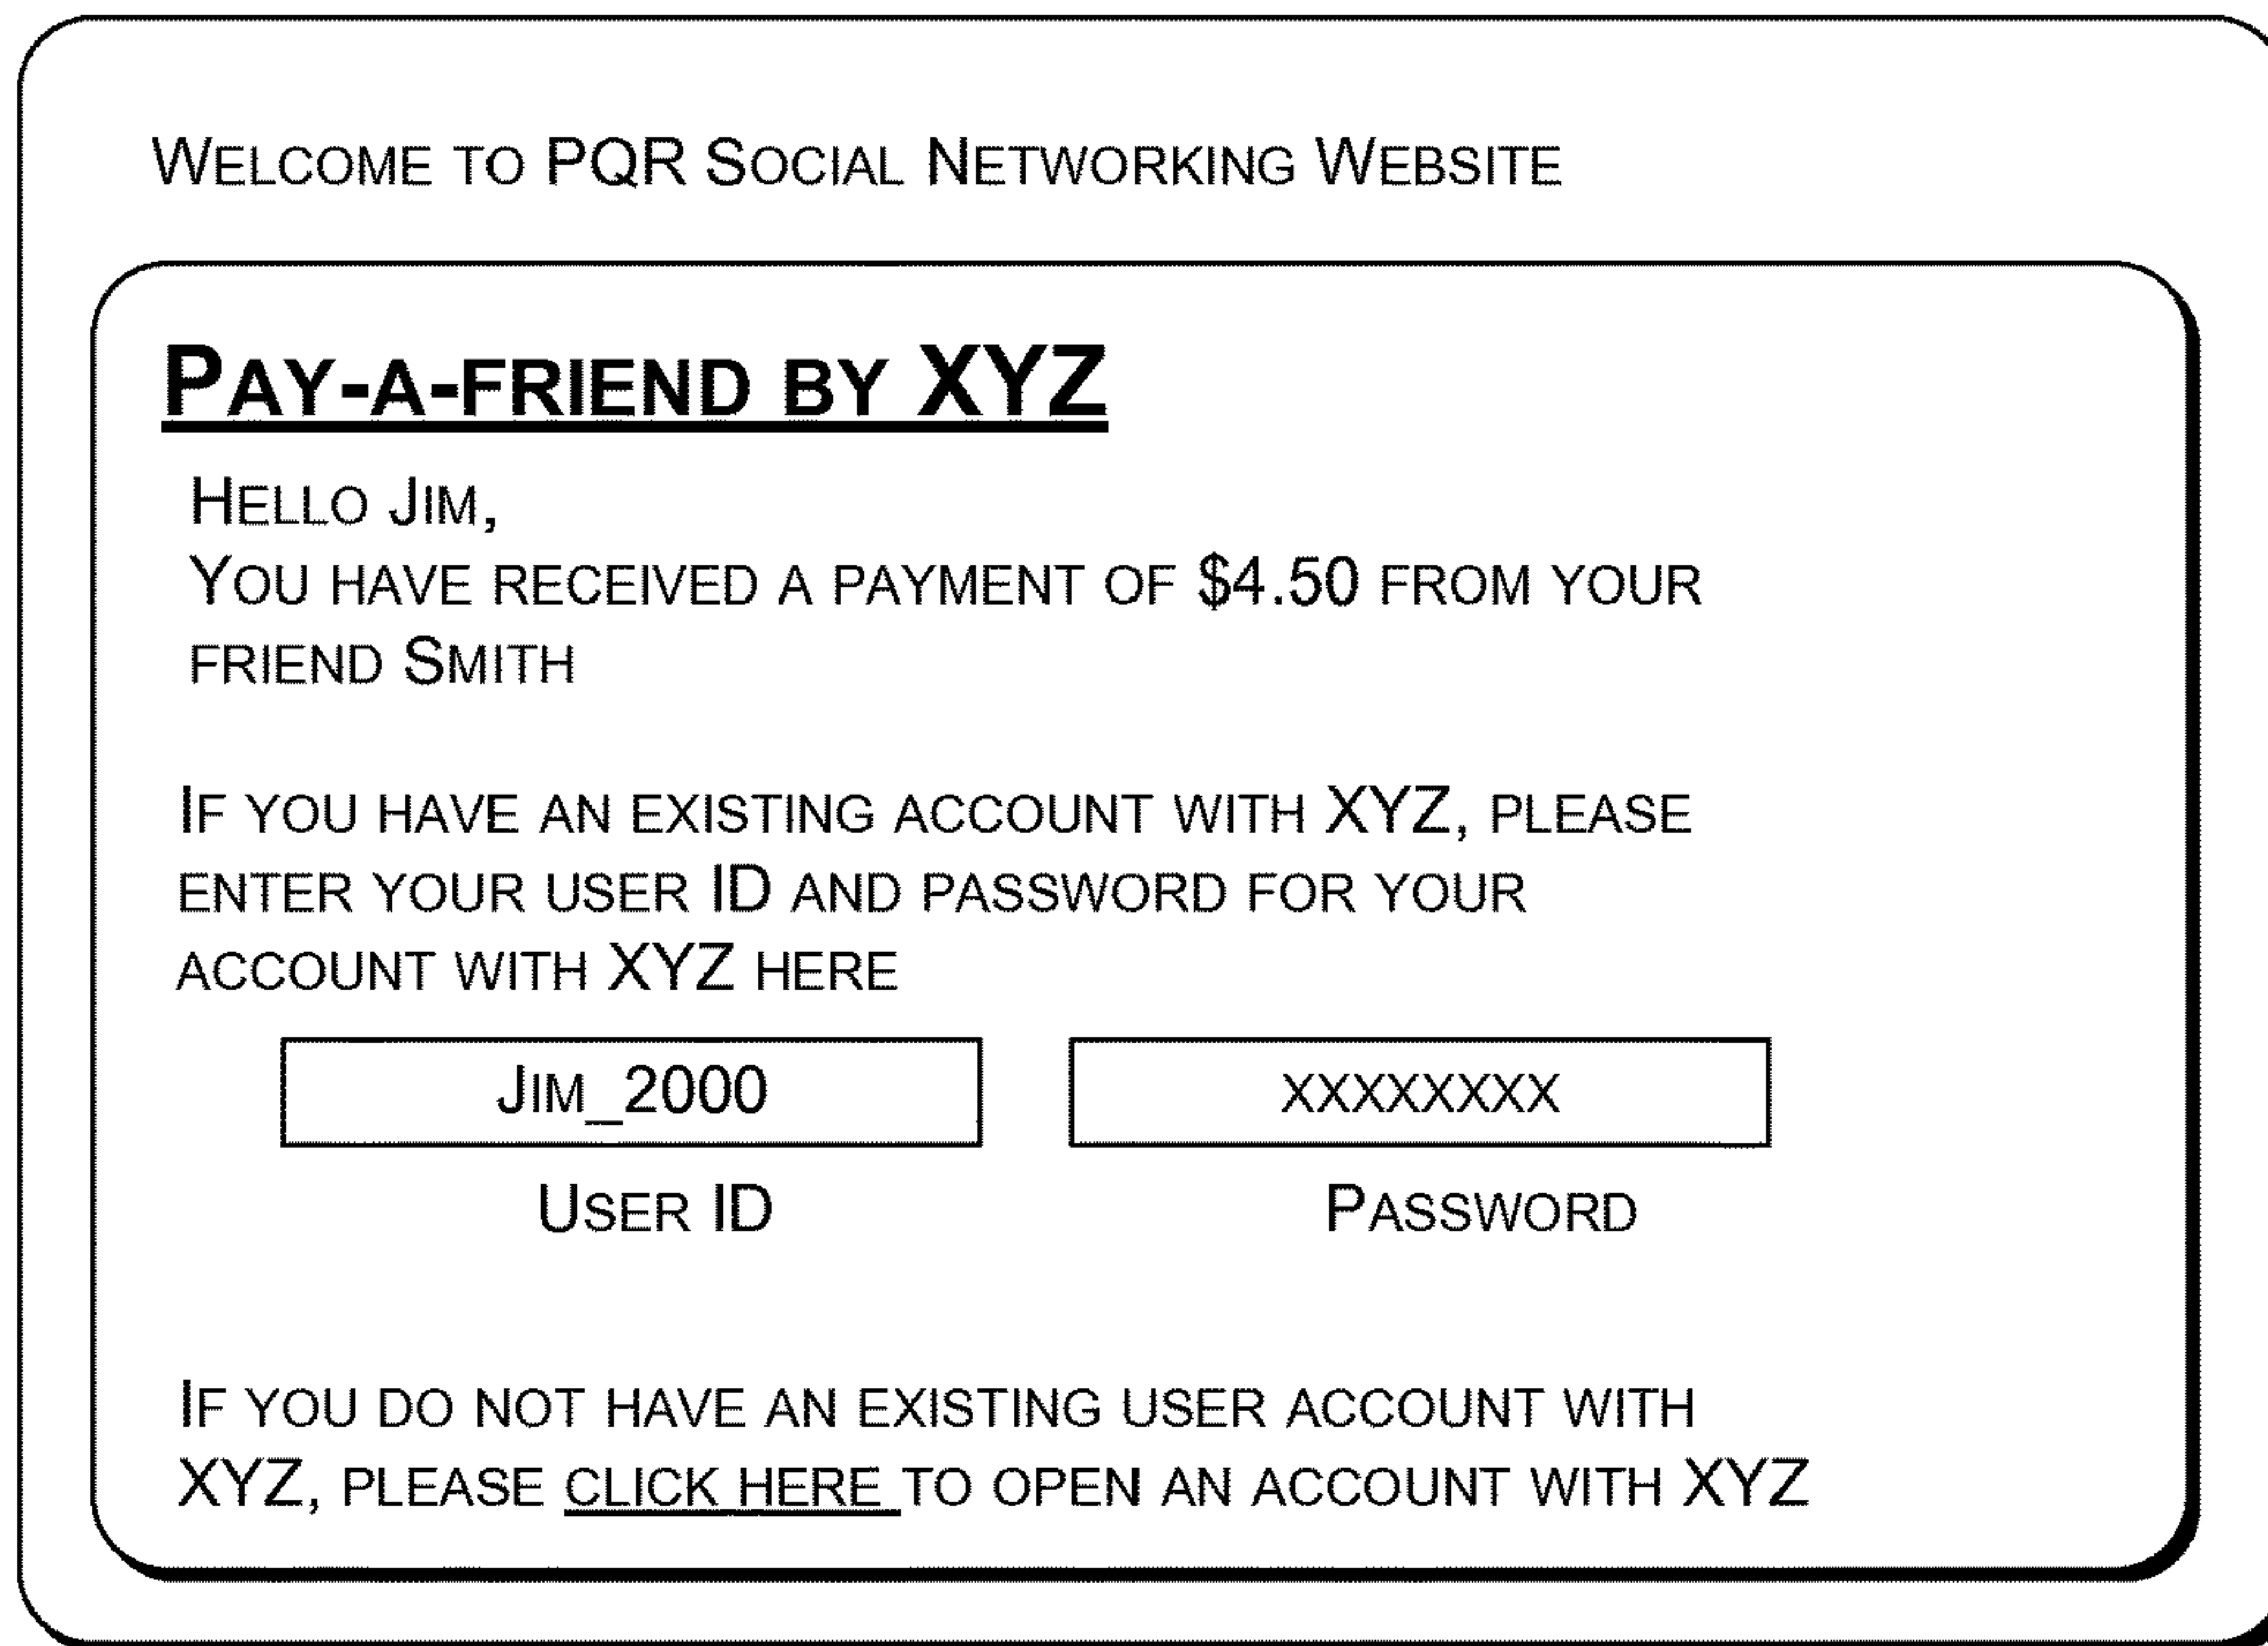 Welcome to PQR Social Networking Website
Pay-a-friend by XYZ
Hello Jim,
You have received a payment of $4.50 from your
friend Smith
If you have an existing account with XYZ, please
enter your user ID and password for your
account with XYZ here
Jim_2000 xxxxxxxx
User ID Password
If you do not have an existing user account with
XYZ, please click here to open an account with XYZ